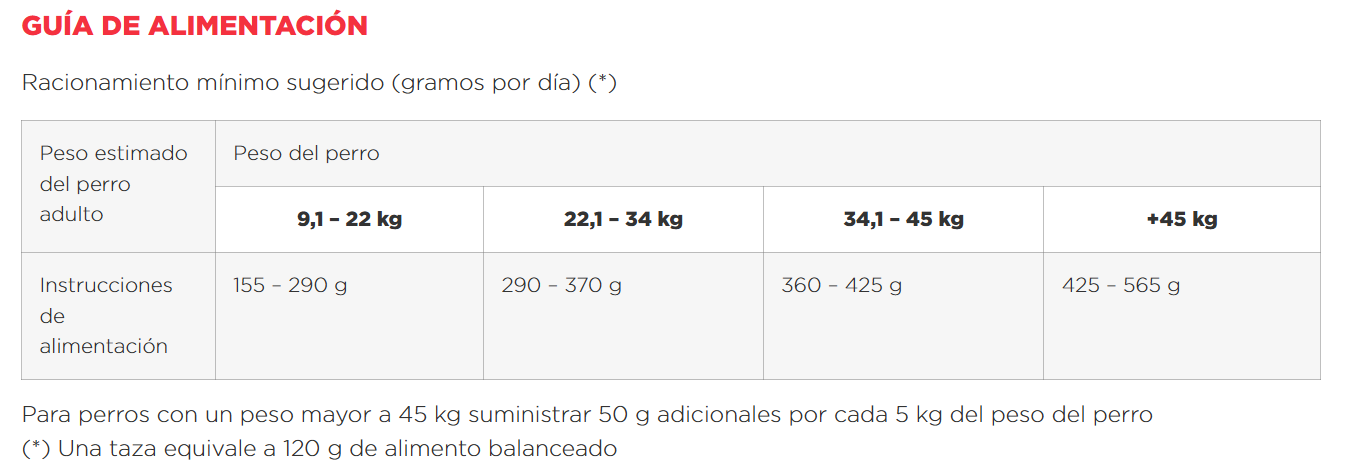 GUÍA DE ALIMENTACIÓN
Racionamiento mínimo sugerido (gramos por día) (*)
Peso estimado
del perro
adulto
Peso del perro
9,1 – 22 kg
22,1 – 34 kg
34,1 – 45 kg
+45 kg
Instrucciones
de
alimentación
155 – 290 g
290 – 370 g
360 – 425 g
425 – 565 g
Para perros con un peso mayor a 45 kg suministrar 50 g adicionales por cada 5 kg del peso del perro
(*) Una taza equivale a 120 g de alimento balanceado